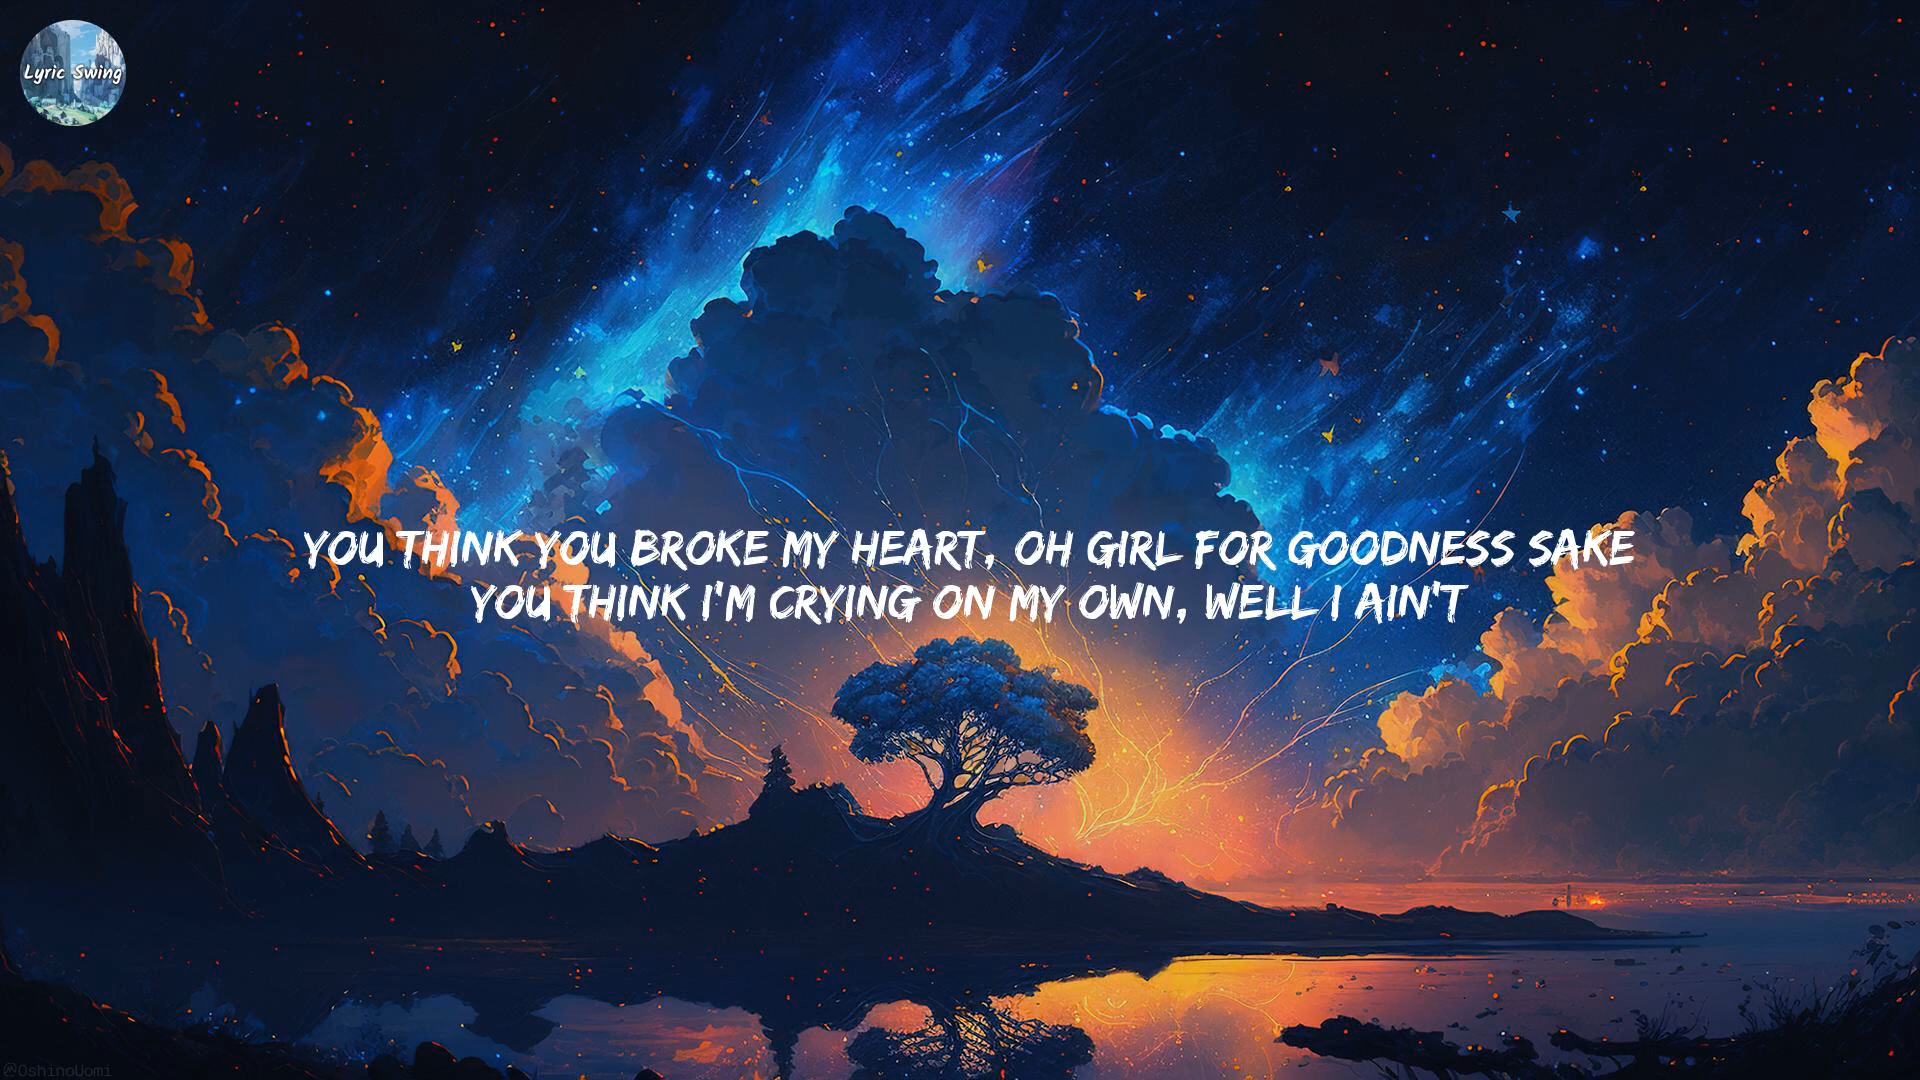 Lyric Swing
YOU THINK YOU BROKE MY HEART, OH GIRL FOR GOODNESS SAKE
YOU THINK I'M CRYING ON MY OWN, WELL I AIN'T
@OshinoUomi